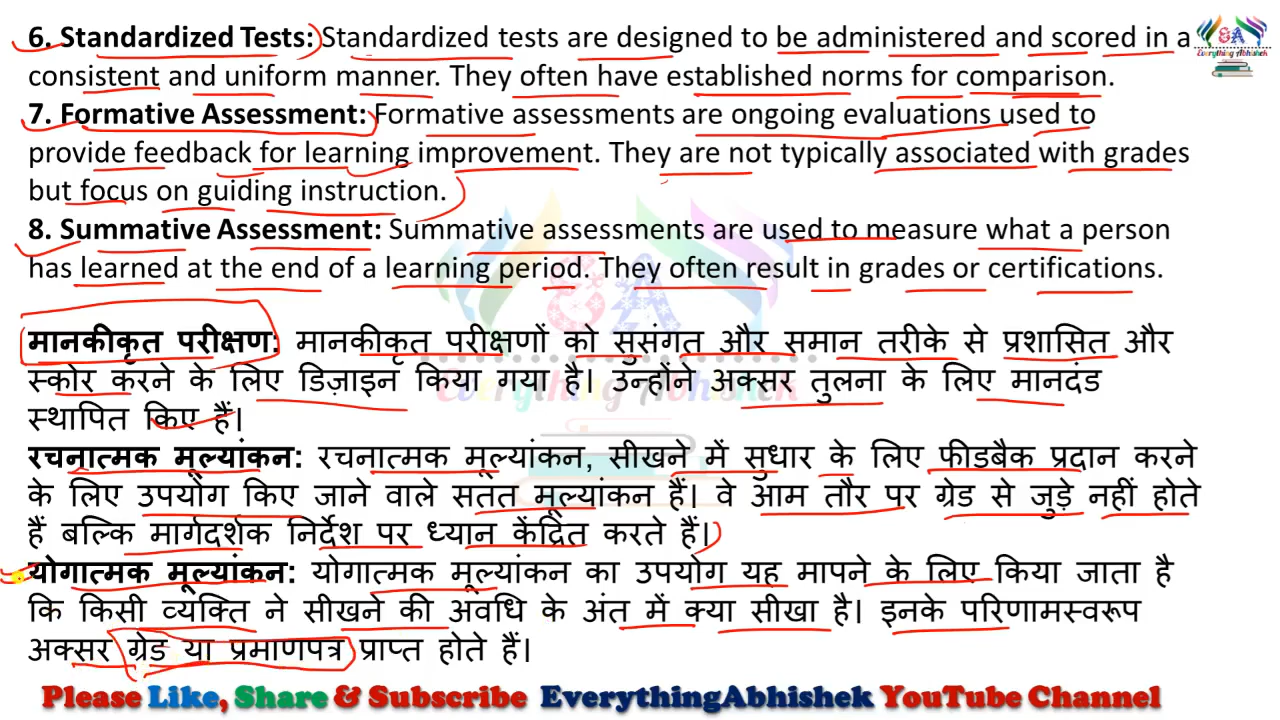 6. Standardized Tests: Standardized tests are designed to be administered and scored in a
consistent and uniform manner. They often have established norms for comparison.
7. Formative Assessment: Formative assessments are ongoing evaluations used to
provide feedback for learning improvement. They are not typically associated with grades
but focus on guiding instruction.
8. Summative Assessment: Summative assessments are used to measure what a person
has learned at the end of a learning period. They often result in grades or certifications.
मानकीकृत परीक्षण: मानकीकृत परीक्षणों को सुसंगत और समान तरीके से प्रशासित और
स्कोर करने के लिए डिज़ाइन किया गया है। उन्होंने अक्सर तुलना के लिए मानदंड
स्थापित किए हैं।
रचनात्मक मूल्यांकन: रचनात्मक मूल्यांकन, सीखने में सुधार के लिए फीडबैक प्रदान करने
के लिए उपयोग किए जाने वाले सतत मूल्यांकन हैं। वे आम तौर पर ग्रेड से जुड़े नहीं होते
हैं बल्कि मार्गदर्शक निर्देश पर ध्यान केंद्रित करते हैं।
योगात्मक मूल्यांकन: योगात्मक मूल्यांकन का उपयोग यह मापने के लिए किया जाता है
कि किसी व्यक्ति ने सीखने की अवधि के अंत में क्या सीखा है। इनके परिणामस्वरूप
अक्सर ग्रेड या प्रमाणपत्र प्राप्त होते हैं।
Please Like, Share & Subscribe EverythingAbhishek YouTube Channel
&A
Everything Abhishek
&A
Everything Abhishek